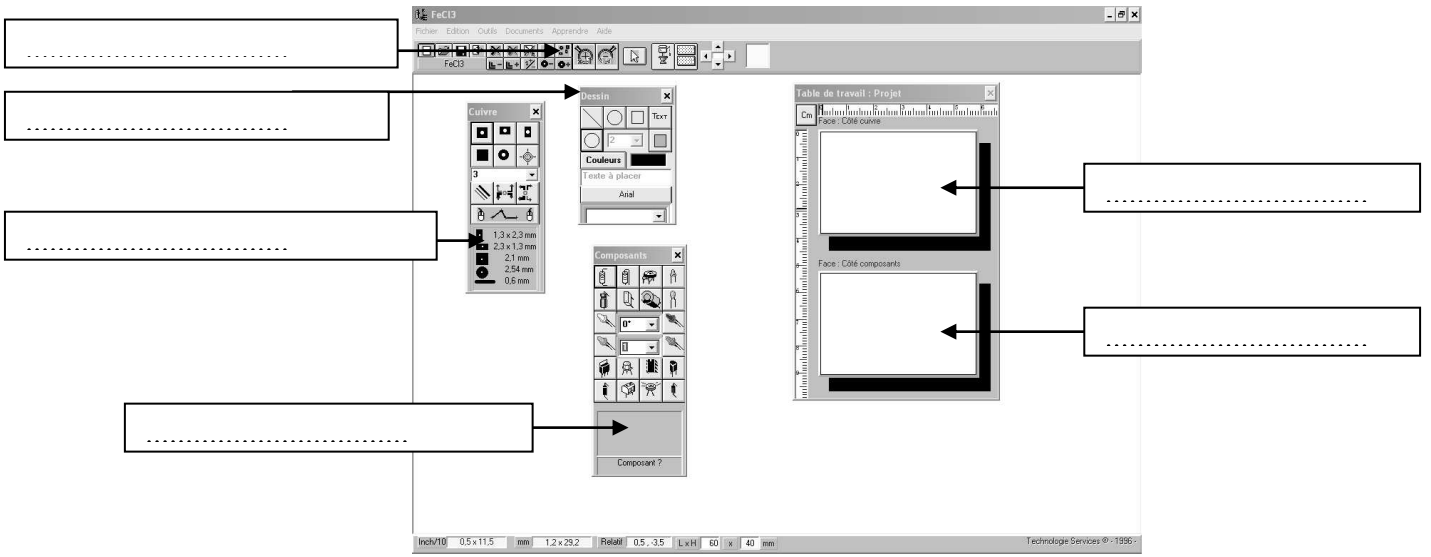 FeCl3
Fichier Edition Outils Documents Apprendre Aide
FeCl3
Cuivre
3
1,3 x 2,3 mm
2,3 x 1,3 mm
2,1 mm
2,54 mm
0,6 mm
Dessin
TEXT
2
Couleurs
Texte à placer
Arial
Composants
0°
Composant ?
Table de travail : Projet
Cm
Face : Côté cuivre
Face : Côté composants
Inch/10 0,5 x 11,5 mm 1,2 x 29,2 Relatif 0,5 , -3,5 L x H 60 x 40 mm
Technologie Services ® - 1996 -